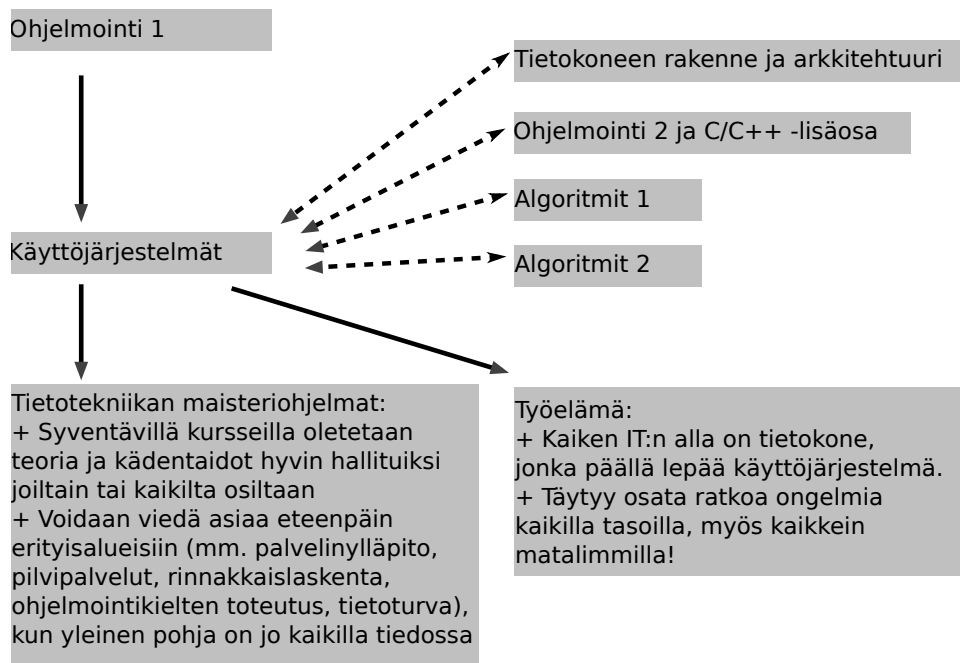 Ohjelmointi 1
Tietokoneen rakenne ja arkkitehtuuri
Ohjelmointi 2 ja C/C++ -lisäosa
Algoritmit 1
Käyttöjärjestelmät
Algoritmit 2
Tietotekniikan maisteriohjelmat:
+ Syventävillä kursseilla oletetaan
teoria ja kädentaidot hyvin hallituiksi
joiltain tai kaikilta osiltaan
+ Voidaan viedä asiaa eteenpäin
erityisalueisiin (mm. palvelinylläpito,
pilvipalvelut, rinnakkaislaskenta,
ohjelmointikielten toteutus, tietoturva),
kun yleinen pohja on jo kaikilla tiedossa
Työelämä:
+ Kaiken IT:n alla on tietokone,
jonka päällä lepää käyttöjärjestelmä.
+ Täytyy osata ratkoa ongelmia
kaikilla tasoilla, myös kaikkein
matalimmilla!